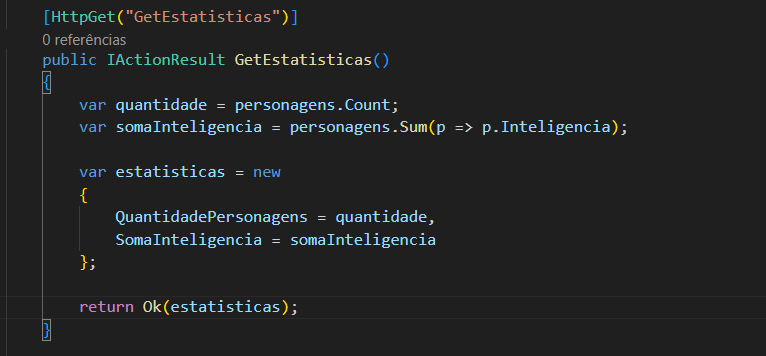 [HttpGet("GetEstatisticas")]
0 referências
public IActionResult GetEstatisticas()
{
var quantidade = personagens.Count;
var somaInteligencia = personagens.Sum(p => p.Inteligencia);
var estatisticas = new
{
QuantidadePersonagens = quantidade,
SomaInteligencia = somaInteligencia
};
return Ok(estatisticas);
}